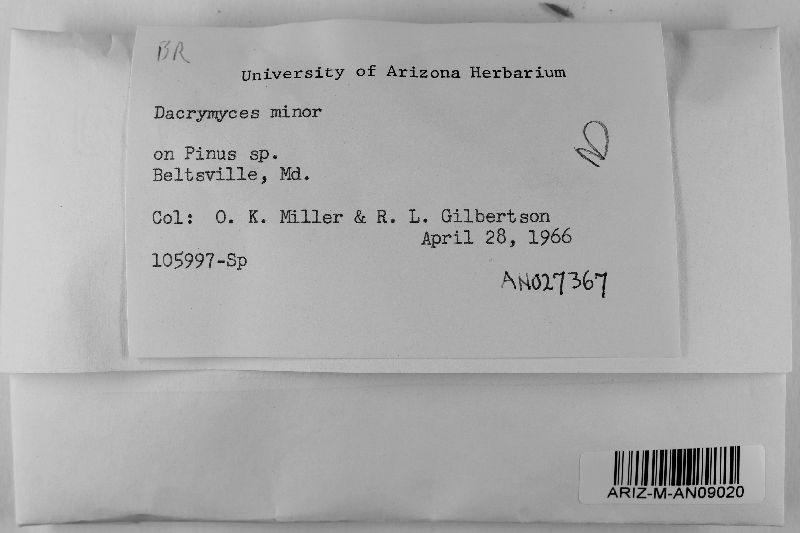 BR
University of Arizona Herbarium
Dacrymyces minor
on Pinus sp.
Beltsville, Md.
Col: O. K. Miller & R. L. Gilbertson
April 28, 1966
105997-Sp
AN027367
ARIZ-M-AN09020